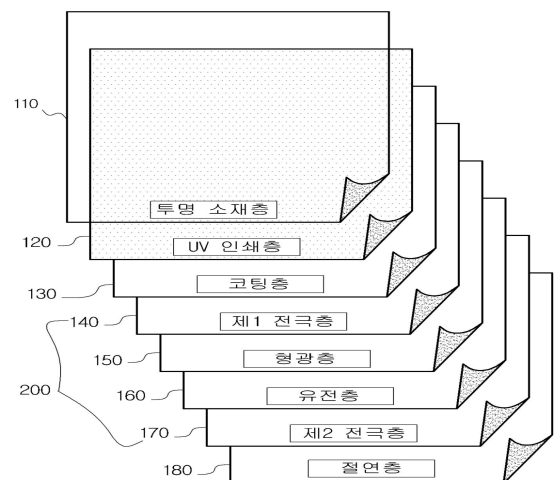 110
투명 소재층
120
UV 인쇄층
130
코팅층
140
제1 전극층
150
형광층
200
160
유전층
170
제2 전극층
180
절연층